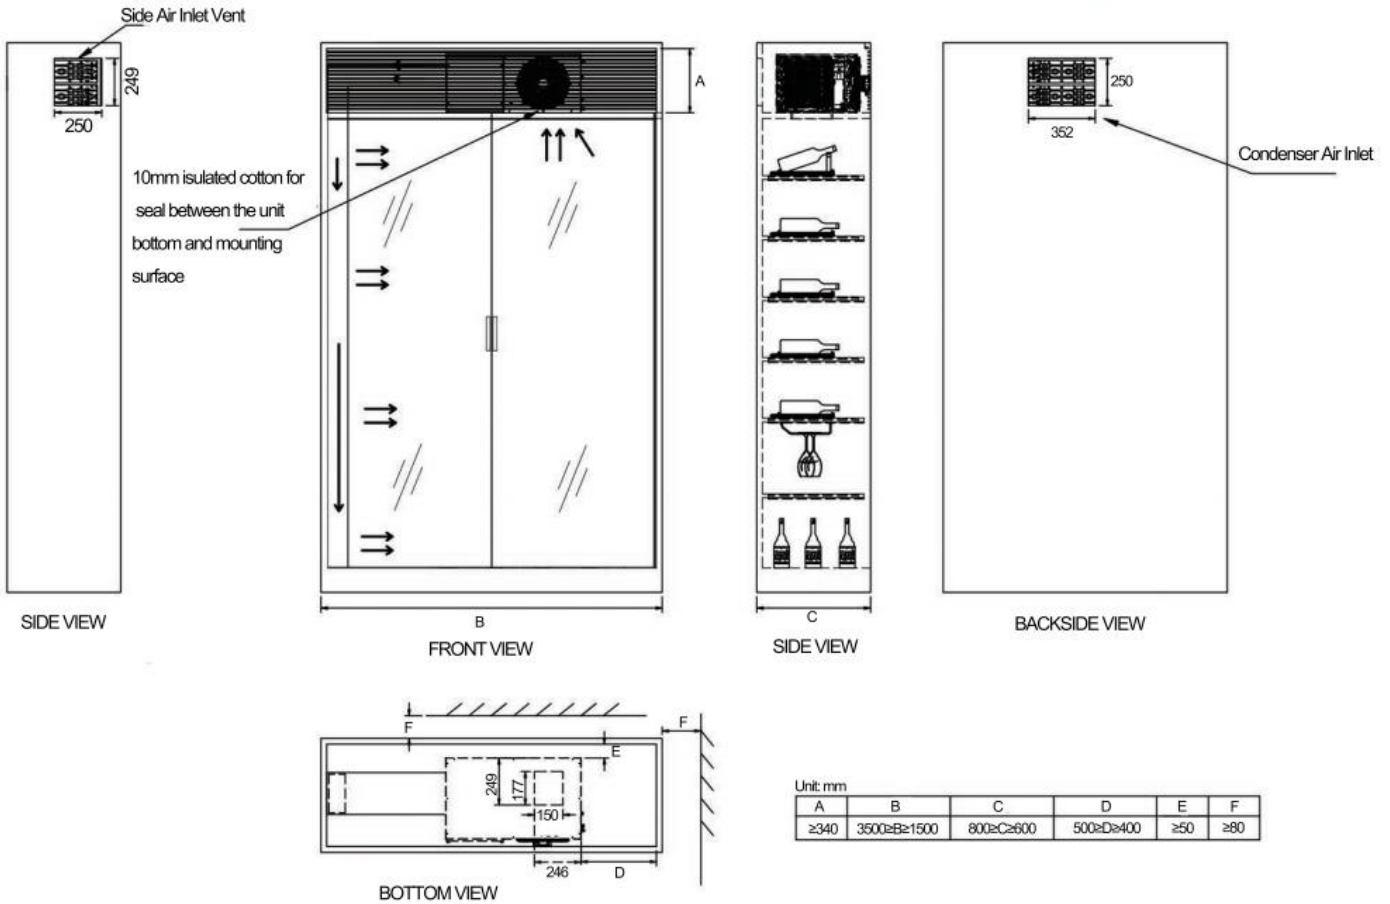 Side Air Inlet Vent
249
250
A
250
352
Condenser Air Inlet
10mm isulated cotton for
seal between the unit
bottom and mounting
surface
SIDE VIEW
B
FRONT VIEW
C
SIDE VIEW
BACKSIDE VIEW
F
F
E
249
177
150
246
D
BOTTOM VIEW
Unit: mm
A B C D E F
≥340 3500≥B≥1500 800≥C≥600 500≥D≥400 ≥50 ≥80